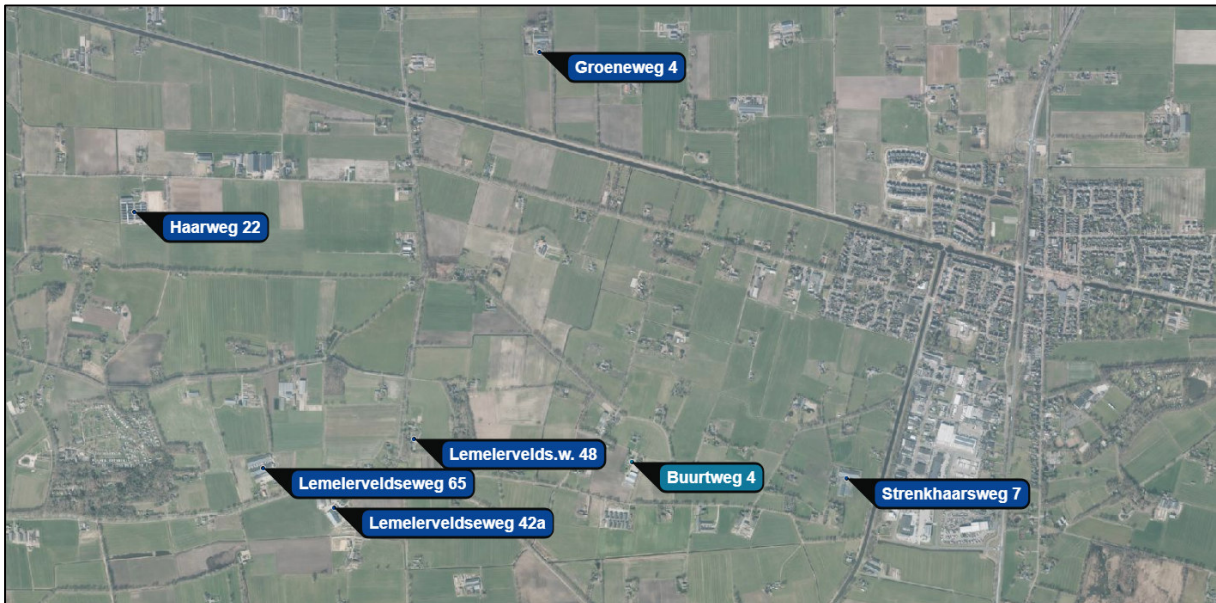 Groeneweg 4
Haarweg 22
Lemelervelds.w. 48
Lemelerveldseweg 65
Buurtweg 4
Strenkhaarsweg 7
Lemelerveldseweg 42a